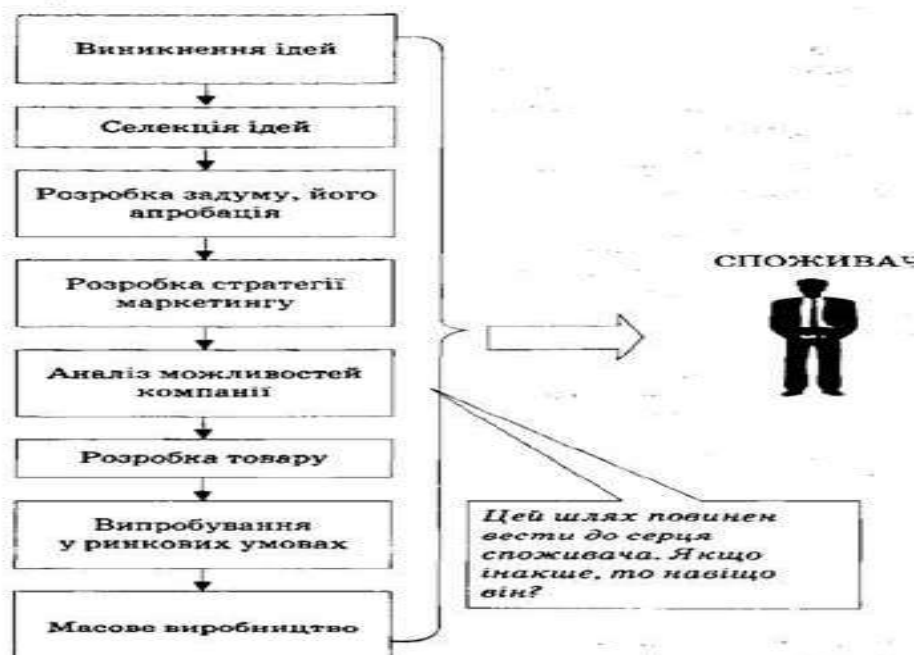 Виникнення ідей
Селекція ідей
Розробка задуму, його
апробація
Розробка стратегії
маркетингу
Аналіз можливостей
компанії
Розробка товару
Випробування
у ринкових умовах
Масове виробництво
СПОЖИВАЧ
Цей шлях повинен
вести до серця
споживача. Якщо
інакше, то навіщо
він?